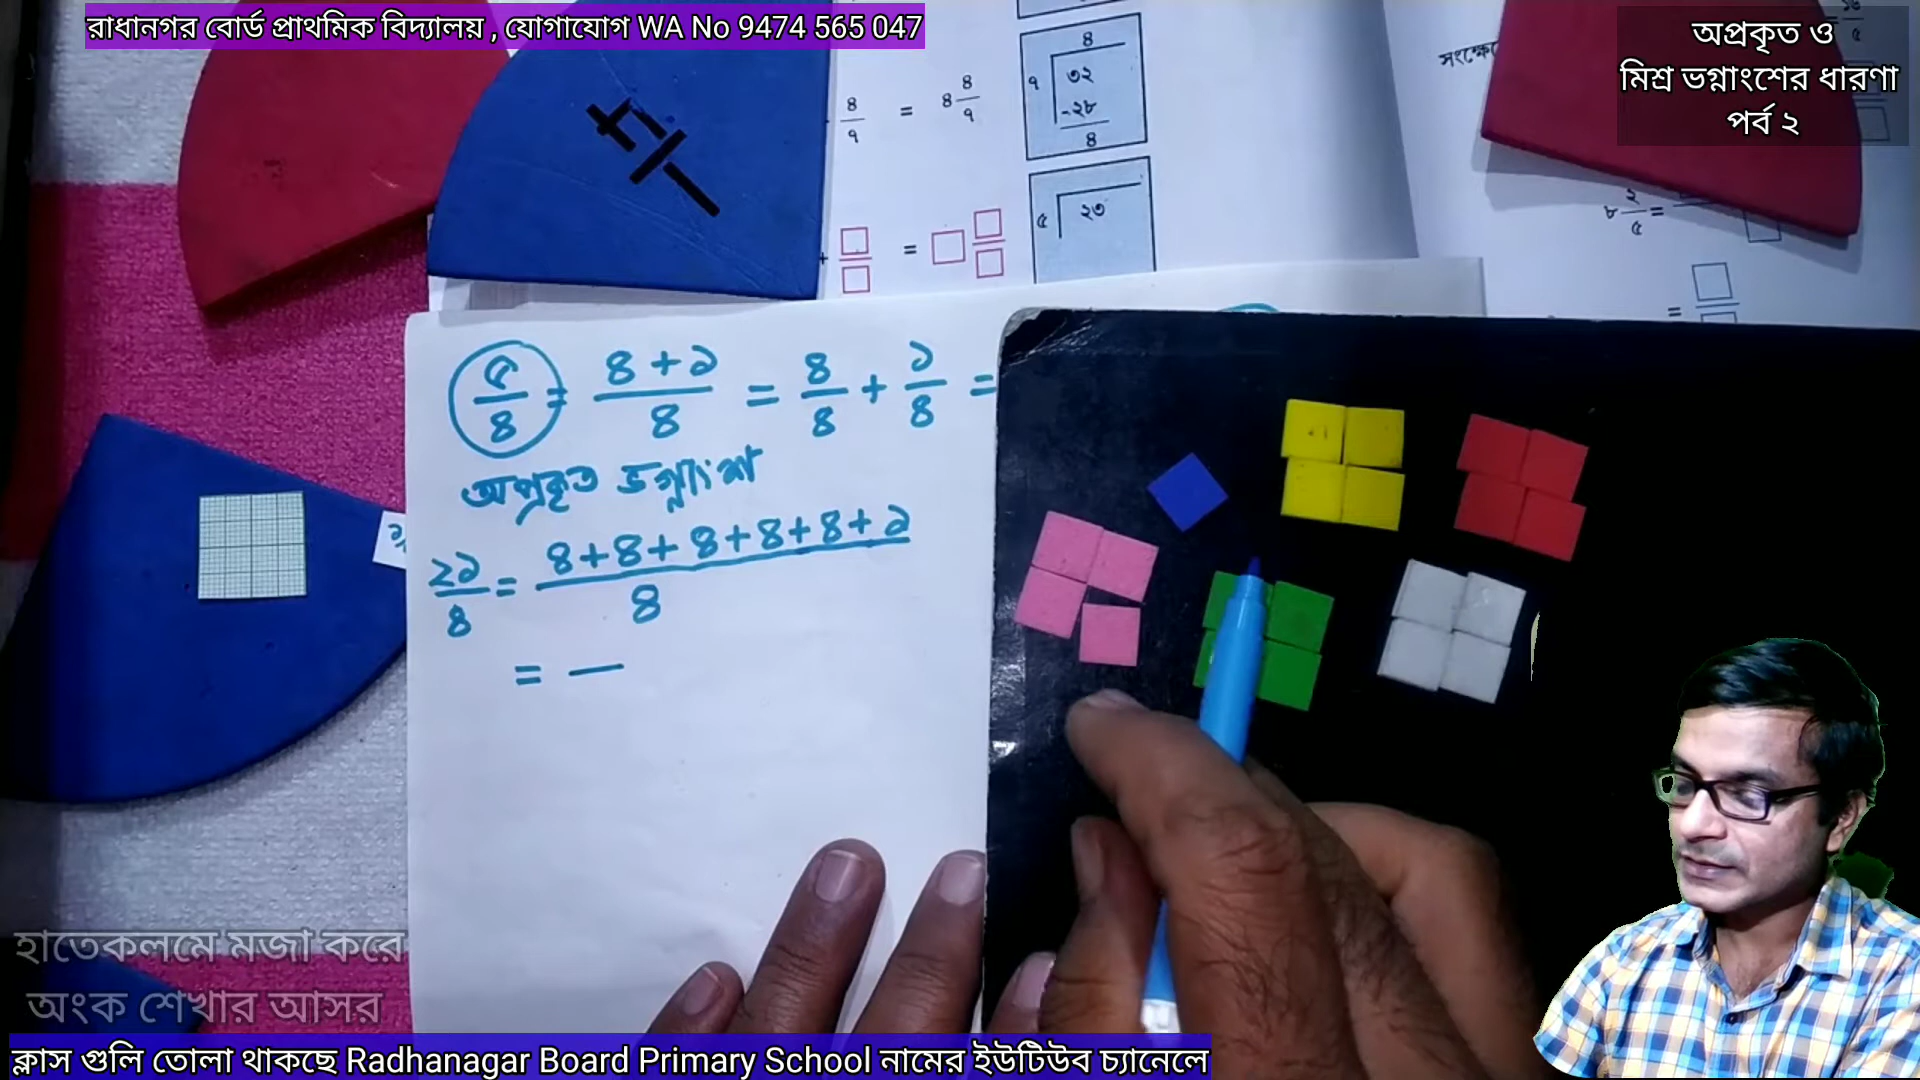 রাধানগর বোর্ড প্রাথমিক বিদ্যালয় , যোগাযোগ WA No 9474 565 047
অপ্রকৃত ও
মিশ্র ভগ্নাংশের ধারণা
পর্ব ২
৪/৭ = ৪ ৪/৭
৪
৭ ৩২
-২৮
৪
□/□ = □ □/□
৫ ২৩
৮ ২/৫ =
৫/৪ = ৪+১/৪ = ৪/৪ + ১/৪ =
অপ্রকৃত ভগ্নাংশ
২১/৪ = ৪+৪+৪+৪+৪+১/৪
= —
হাতেকলমে মজা করে
অংক শেখার আসর
ক্লাস গুলি তোলা থাকছে Radhanagar Board Primary School নামের ইউটিউব চ্যানেলে